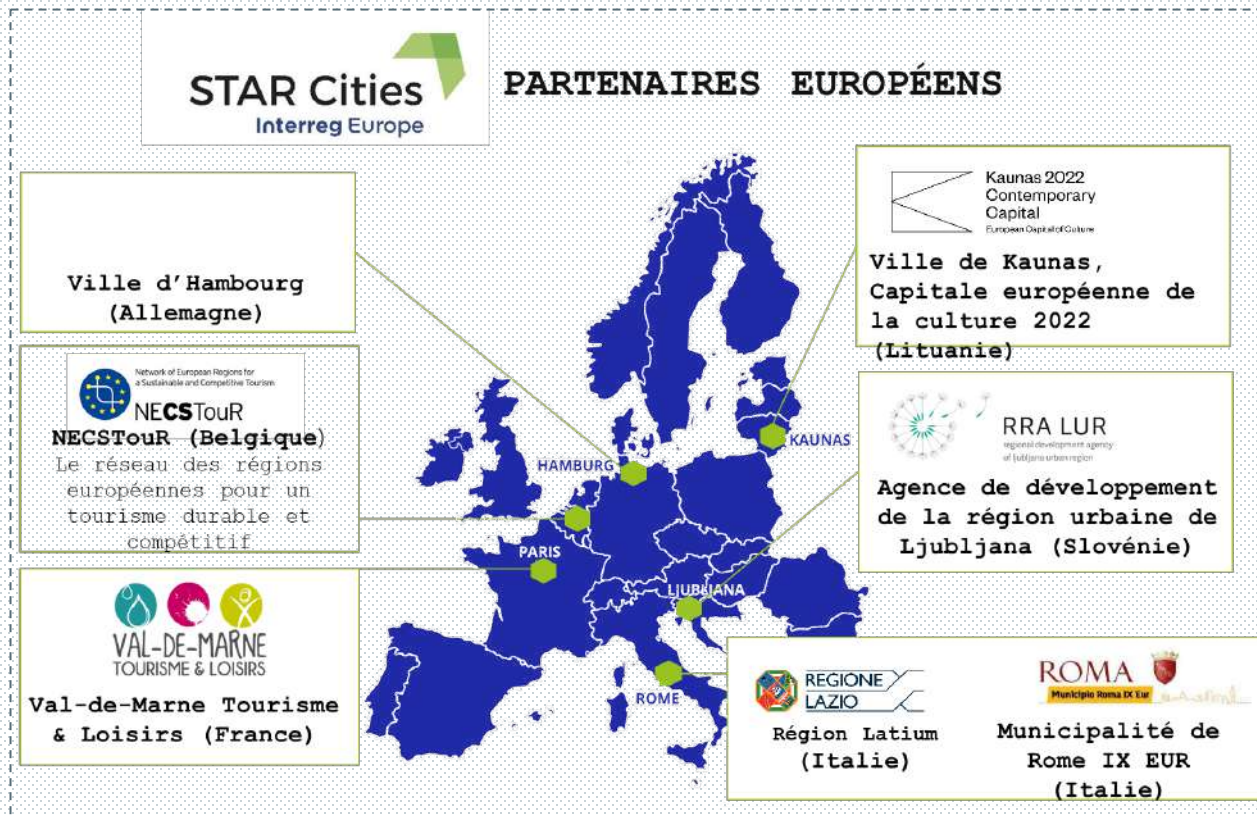 STAR Cities
Interreg Europe
PARTENAIRES EUROPÉENS
Ville d'Hambourg
(Allemagne)
Network of European Regions for
a Sustainable and Competitive Tourism
NECSTouR
NECSTouR (Belgique)
Le réseau des régions
européennes pour un
tourisme durable et
compétitif
VAL-DE-MARNE
TOURISME & LOISIRS
Val-de-Marne Tourisme
& Loisirs (France)
HAMBURG
PARIS
KAUNAS
LJUBLJANA
ROME
Kaunas 2022
Contemporary
Capital
European Capital of Culture
Ville de Kaunas,
Capitale européenne de
la culture 2022
(Lituanie)
RRA LUR
regional development agency
of ljubljana urban region
Agence de développement
de la région urbaine de
Ljubljana (Slovénie)
REGIONE
LAZIO
Région Latium
(Italie)
ROMA
Municipio Roma IX Eur
Municipalité de
Rome IX EUR
(Italie)